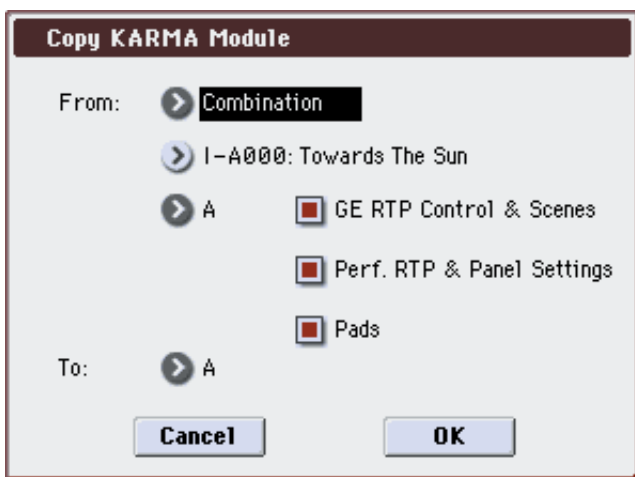 Copy KARMA Module
From: Combination
I-A000: Towards The Sun
A GE RTP Control & Scenes
Perf. RTP & Panel Settings
Pads
To: A
Cancel OK